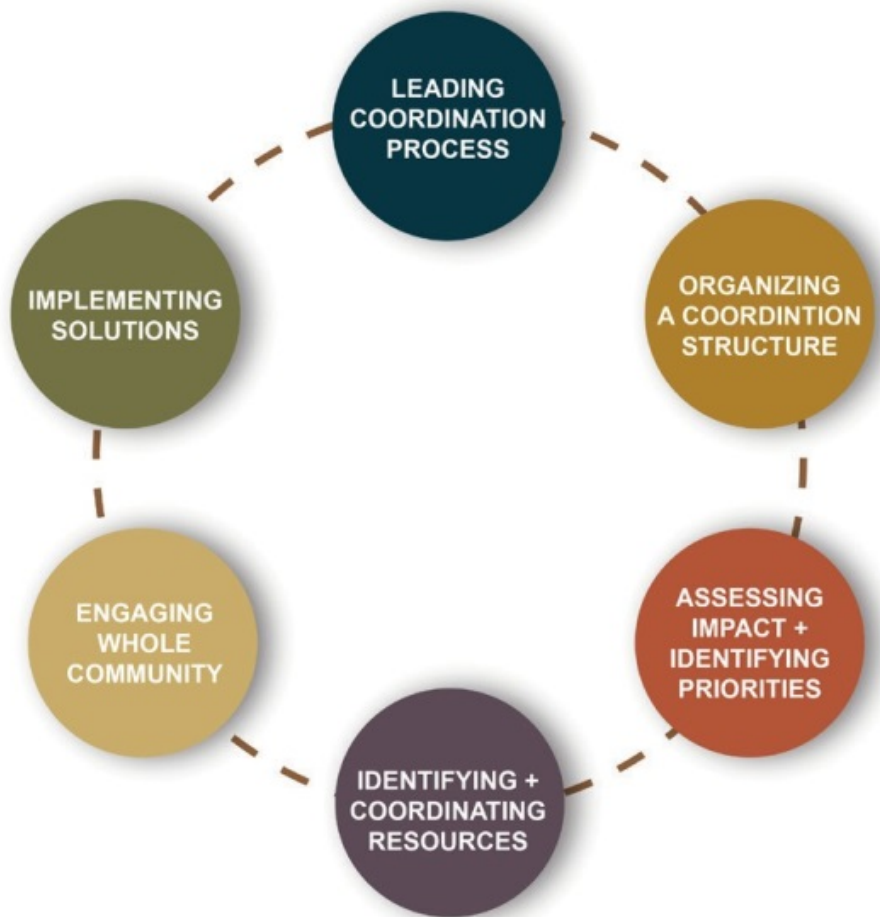 LEADING
COORDINATION
PROCESS
ORGANIZING
A COORDINTION
STRUCTURE
ASSESSING
IMPACT +
IDENTIFYING
PRIORITIES
IDENTIFYING +
COORDINATING
RESOURCES
ENGAGING
WHOLE
COMMUNITY
IMPLEMENTING
SOLUTIONS